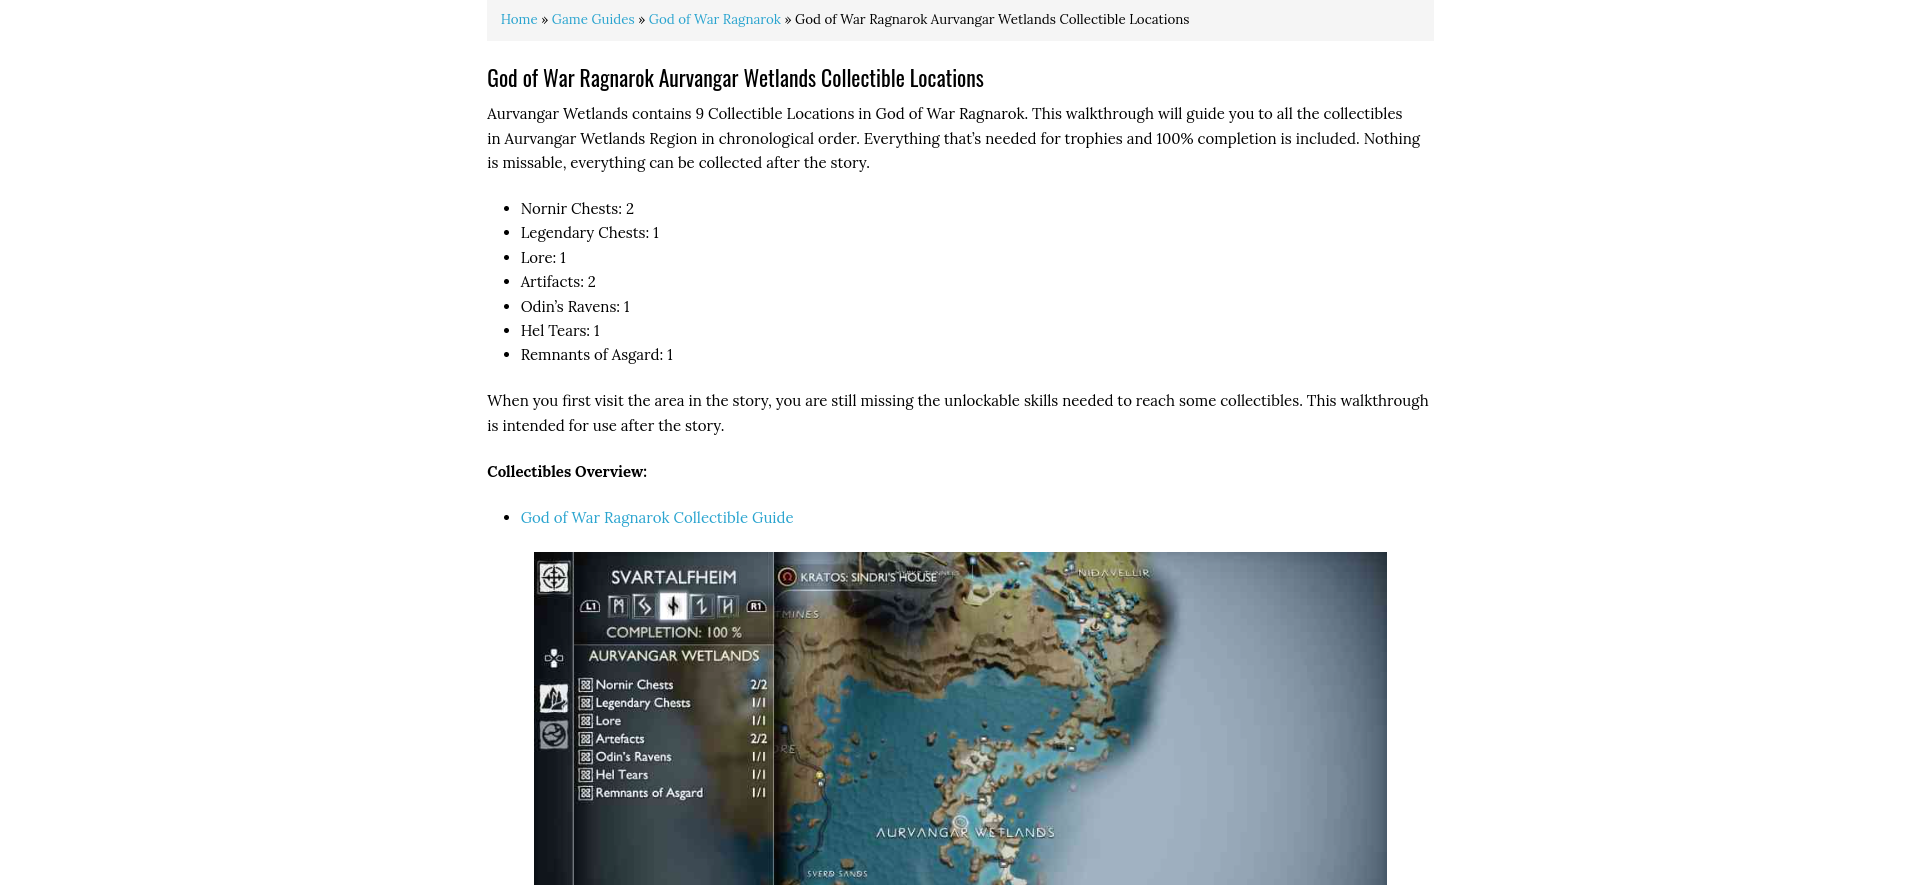 Home » Game Guides » God of War Ragnarok » God of War Ragnarok Aurvangar Wetlands Collectible Locations
God of War Ragnarok Aurvangar Wetlands Collectible Locations
Aurvangar Wetlands contains 9 Collectible Locations in God of War Ragnarok. This walkthrough will guide you to all the collectibles
in Aurvangar Wetlands Region in chronological order. Everything that’s needed for trophies and 100% completion is included. Nothing
is missable, everything can be collected after the story.
Nornir Chests: 2
Legendary Chests: 1
Lore: 1
Artifacts: 2
Odin’s Ravens: 1
Hel Tears: 1
Remnants of Asgard: 1
When you first visit the area in the story, you are still missing the unlockable skills needed to reach some collectibles. This walkthrough
is intended for use after the story.
Collectibles Overview:
God of War Ragnarok Collectible Guide
SVARTALFHEIM
L1 R1
COMPLETION: 100 %
AURVANGAR WETLANDS
Nornir Chests 2/2
Legendary Chests 1/1
Lore 1/1
Artefacts 2/2
Odin's Ravens 1/1
Hel Tears 1/1
Remnants of Asgard 1/1
KRATOS: SINDRI'S HOUSE
NIDAVELLIR
TMINES
ORE
AURVANGAR WETLANDS
SVERD SANDS